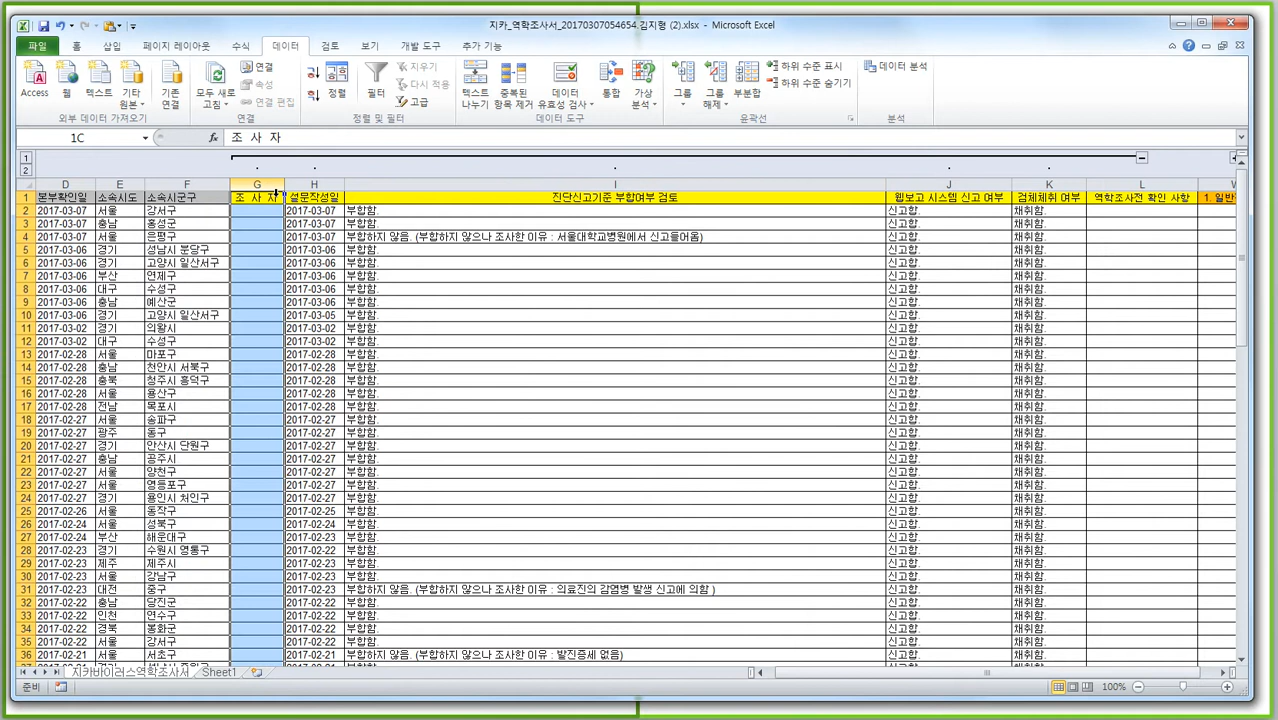 지카_역학조사서_20170307054654.김지형 (2).xlsx - Microsoft Excel
파일 홈 삽입 페이지 레이아웃 수식 데이터 검토 보기 개발 도구 추가 기능
Access 웹 텍스트 기타 원본 기존 연결 모두 새로 고침 연결 속성 연결 편집 정렬 필터 지우기 다시 적용 고급 텍스트 나누기 중복된 항목 제거 데이터 유효성 검사 통합 가상 분석 그룹 그룹 해제 부분합 하위 수준 표시 하위 수준 숨기기 데이터 분석
외부 데이터 가져오기 연결 정렬 및 필터 데이터 도구 윤곽선 분석
1C fx 조 사 자
1
2
D E F G H I J K L W
1 본부확인일 소속시도 소속시군구 조 사 자 설문작성일 진단신고기준 부합여부 검토 웹보고 시스템 신고 여부 검체체취 여부 역학조사전 확인 사항 1. 일반
2 2017-03-07 서울 강서구 2017-03-07 부합함. 신고함. 채취함.
3 2017-03-07 충남 홍성군 2017-03-07 부합함. 신고함. 채취함.
4 2017-03-07 서울 은평구 2017-03-07 부합하지 않음. (부합하지 않으나 조사한 이유 : 서울대학교병원에서 신고들어옴) 신고함. 채취함.
5 2017-03-06 경기 성남시 분당구 2017-03-06 부합함. 신고함. 채취함.
6 2017-03-06 경기 고양시 일산서구 2017-03-06 부합함. 신고함. 채취함.
7 2017-03-06 부산 연제구 2017-03-06 부합함. 신고함. 채취함.
8 2017-03-06 대구 수성구 2017-03-06 부합함. 신고함. 채취함.
9 2017-03-06 충남 예산군 2017-03-06 부합함. 신고함. 채취함.
10 2017-03-06 경기 고양시 일산서구 2017-03-05 부합함. 신고함. 채취함.
11 2017-03-02 경기 의왕시 2017-03-02 부합함. 신고함. 채취함.
12 2017-03-02 대구 수성구 2017-03-02 부합함. 신고함. 채취함.
13 2017-02-28 서울 마포구 2017-02-28 부합함. 신고함. 채취함.
14 2017-02-28 충남 천안시 서북구 2017-02-28 부합함. 신고함. 채취함.
15 2017-02-28 충북 청주시 흥덕구 2017-02-28 부합함. 신고함. 채취함.
16 2017-02-28 서울 용산구 2017-02-28 부합함. 신고함. 채취함.
17 2017-02-28 전남 목포시 2017-02-28 부합함. 신고함. 채취함.
18 2017-02-27 서울 송파구 2017-02-27 부합함. 신고함. 채취함.
19 2017-02-27 광주 동구 2017-02-27 부합함. 신고함. 채취함.
20 2017-02-27 경기 안산시 단원구 2017-02-27 부합함. 신고함. 채취함.
21 2017-02-27 충남 공주시 2017-02-27 부합함. 신고함. 채취함.
22 2017-02-27 서울 양천구 2017-02-27 부합함. 신고함. 채취함.
23 2017-02-27 서울 영등포구 2017-02-27 부합함. 신고함. 채취함.
24 2017-02-27 경기 용인시 처인구 2017-02-27 부합함. 신고함. 채취함.
25 2017-02-26 서울 동작구 2017-02-25 부합함. 신고함. 채취함.
26 2017-02-24 서울 성북구 2017-02-24 부합함. 신고함. 채취함.
27 2017-02-24 부산 해운대구 2017-02-23 부합함. 신고함. 채취함.
28 2017-02-23 경기 수원시 영통구 2017-02-22 부합함. 신고함. 채취함.
29 2017-02-23 제주 제주시 2017-02-23 부합함. 신고함. 채취함.
30 2017-02-23 서울 강남구 2017-02-23 부합함. 신고함. 채취함.
31 2017-02-23 대전 중구 2017-02-23 부합하지 않음. (부합하지 않으나 조사한 이유 : 의료진의 감염병 발생 신고에 의함 ) 신고함. 채취함.
32 2017-02-22 충남 당진군 2017-02-22 부합함. 신고함. 채취함.
33 2017-02-22 인천 연수구 2017-02-22 부합함. 신고함. 채취함.
34 2017-02-22 경북 봉화군 2017-02-22 부합함. 신고함. 채취함.
35 2017-02-22 서울 강서구 2017-02-22 부합함. 신고함. 채취함.
36 2017-02-21 서울 서초구 2017-02-21 부합하지 않음. (부합하지 않으나 조사한 이유 : 발진증세 없음) 신고함. 채취함.
지카바이러스역학조사서 Sheet1
준비 100%